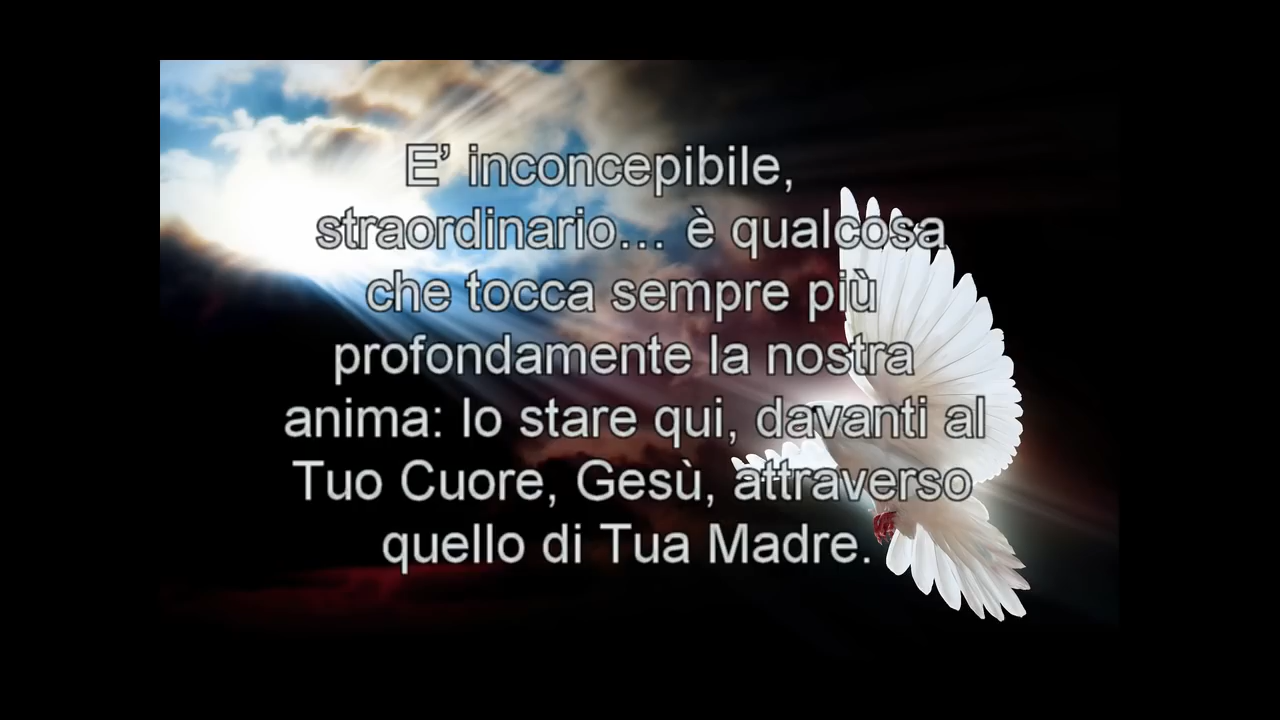 E’ inconcepibile,
straordinario… è qualcosa
che tocca sempre più
profondamente la nostra
anima: lo stare qui, davanti al
Tuo Cuore, Gesù, attraverso
quello di Tua Madre.